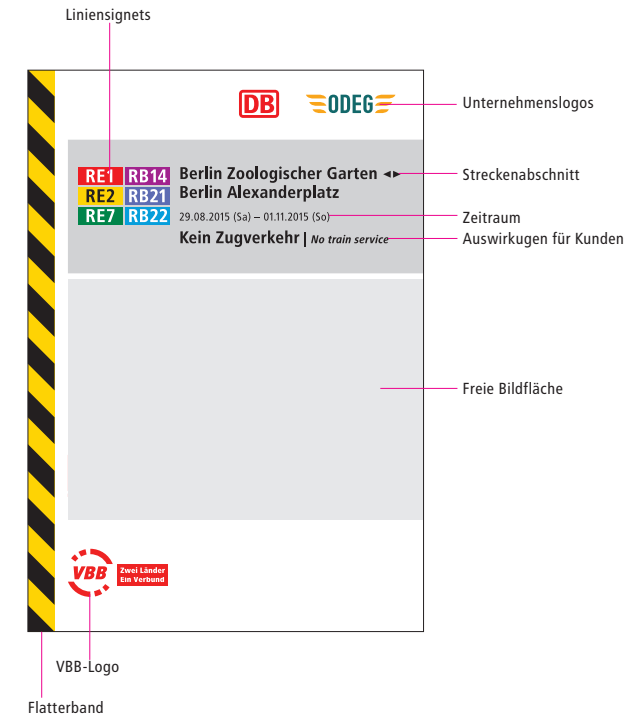 Liniensignets
DB ODEG
Unternehmenslogos
RE1 RB14 Berlin Zoologischer Garten ◄►
Streckenabschnitt
RE2 RB21 Berlin Alexanderplatz
RE7 RB22 29.08.2015 (Sa) – 01.11.2015 (So)
Zeitraum
Kein Zugverkehr | No train service
Auswirkugen für Kunden
Freie Bildfläche
VBB Zwei Länder
Ein Verbund
VBB-Logo
Flatterband